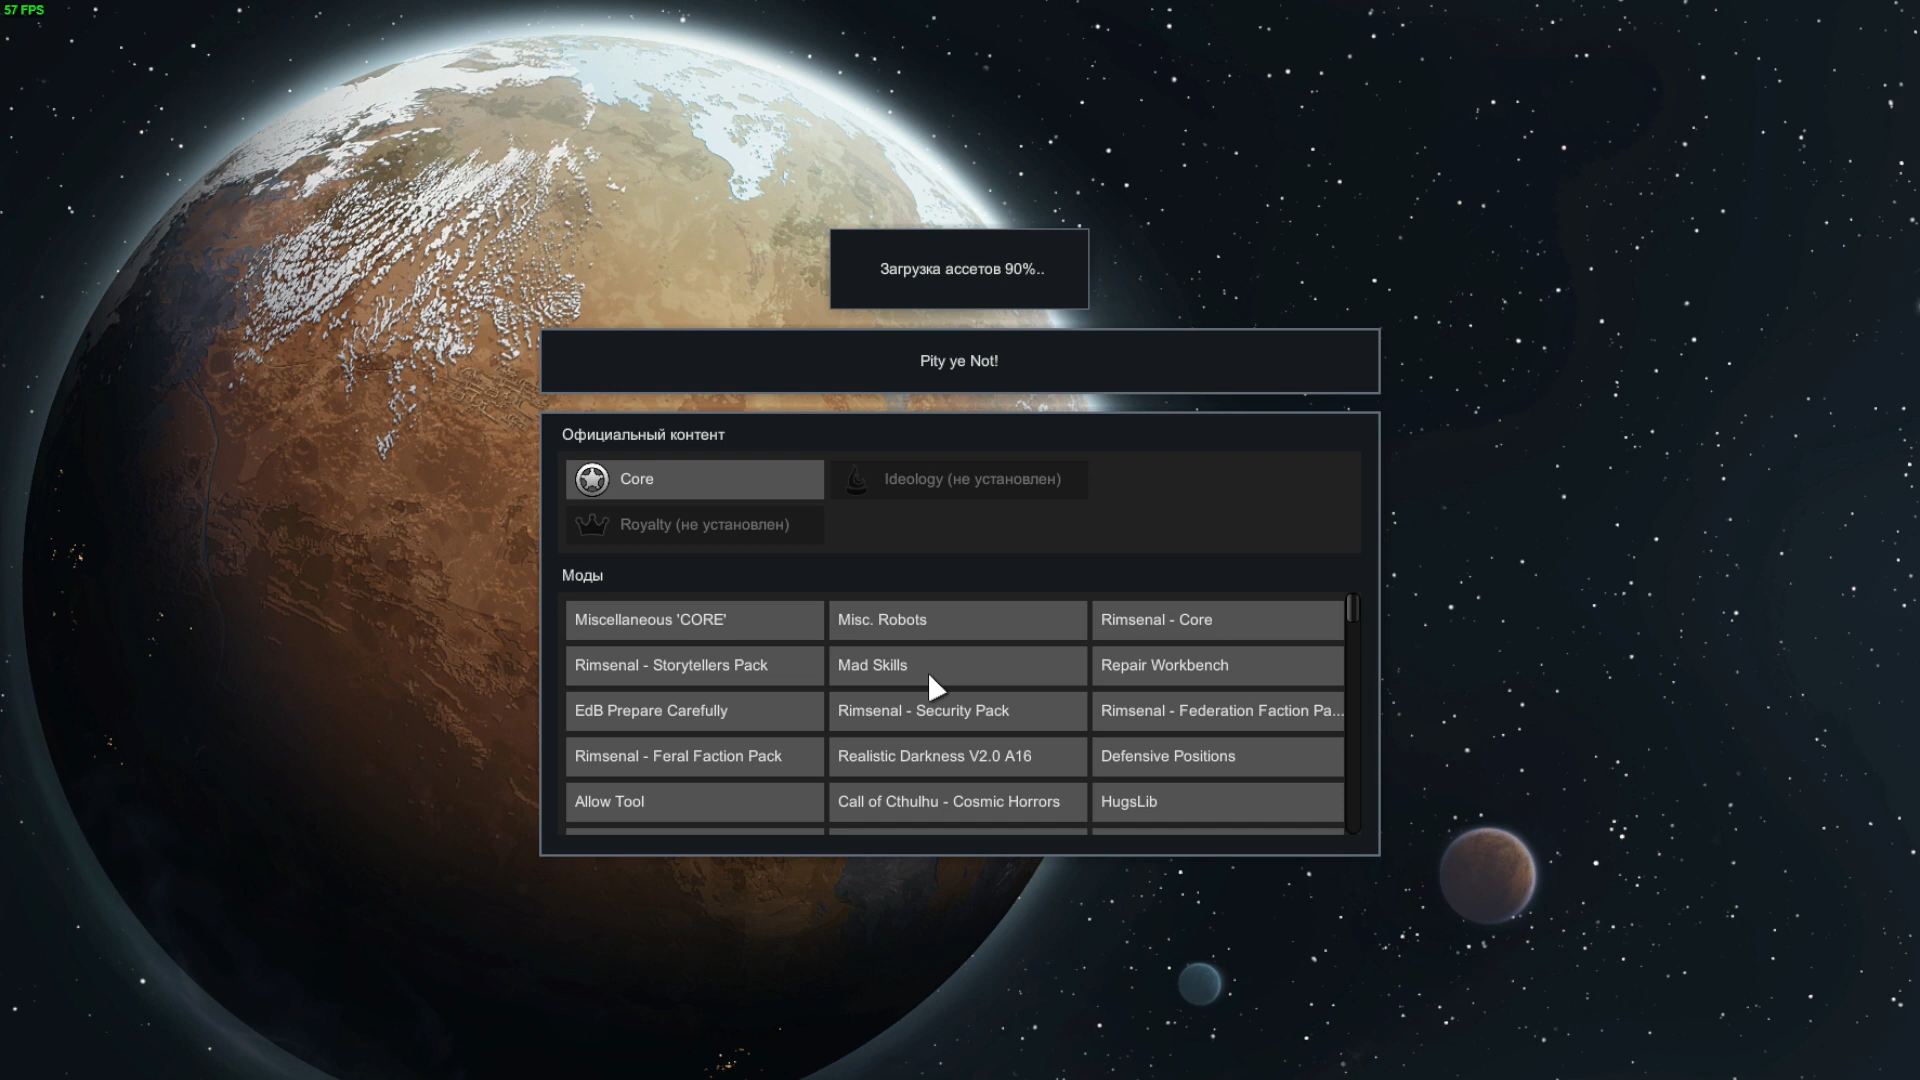 57 FPS
Загрузка ассетов 90%..
Pity ye Not!
Официальный контент
Core
Ideology (не установлен)
Royalty (не установлен)
Моды
Miscellaneous 'CORE'
Misc. Robots
Rimsenal - Core
Rimsenal - Storytellers Pack
Mad Skills
Repair Workbench
EdB Prepare Carefully
Rimsenal - Security Pack
Rimsenal - Federation Faction Pa...
Rimsenal - Feral Faction Pack
Realistic Darkness V2.0 A16
Defensive Positions
Allow Tool
Call of Cthulhu - Cosmic Horrors
HugsLib